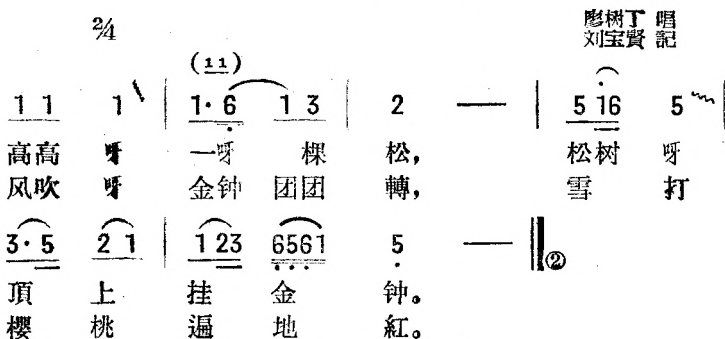 2/4
廖树丁 唱
刘宝賢 記
(11)
1 1 1 | 1· 6 1 3 | 2 — | 5 16 5 |
高高 呀 一呀 棵 松， 松树 呀
风吹 呀 金钟 团团 轉， 雪 打
3· 5 2 1 | 1 23 6561 | 5 — ‖②
頂 上 挂 金 钟。
櫻 桃 遍 地 紅。